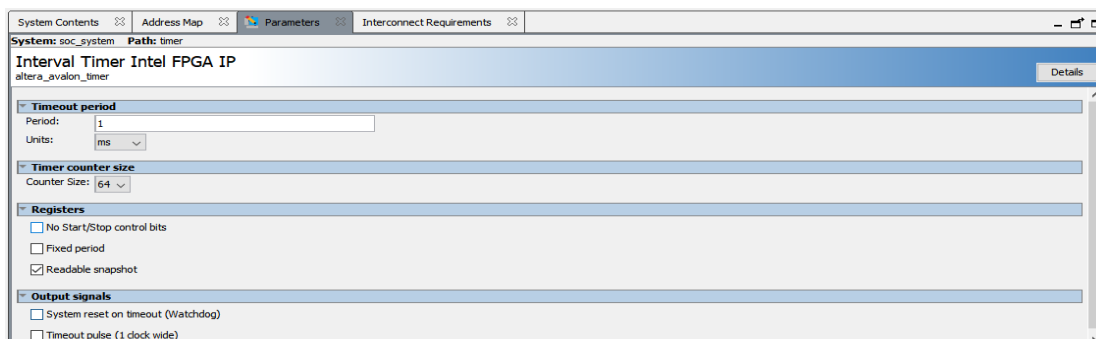 System Contents Address Map Parameters Interconnect Requirements
System: soc_system Path: timer
Interval Timer Intel FPGA IP
altera_avalon_timer
Details
Timeout period
Period: 1
Units: ms
Timer counter size
Counter Size: 64
Registers
No Start/Stop control bits
Fixed period
Readable snapshot
Output signals
System reset on timeout (Watchdog)
Timeout pulse (1 clock wide)